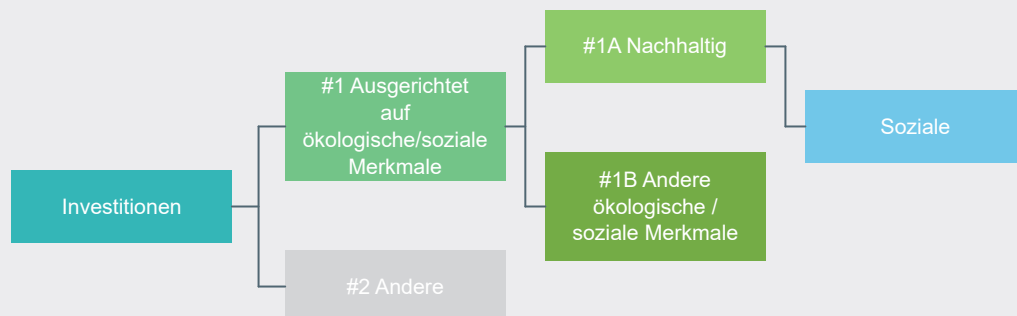 Investitionen
#1 Ausgerichtet
auf
ökologische/soziale
Merkmale
#2 Andere
#1A Nachhaltig
#1B Andere
ökologische /
soziale Merkmale
Soziale